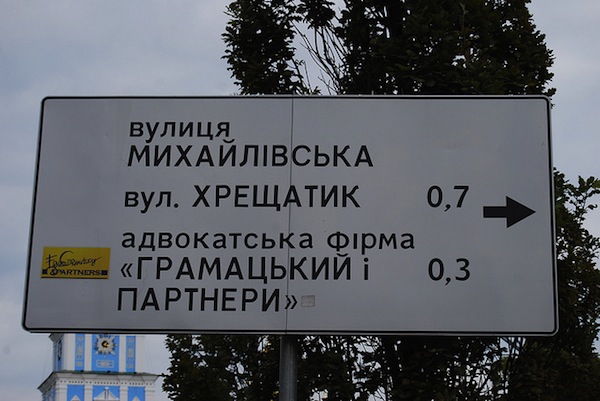 вулиця
МИХАЙЛІВСЬКА
вул. ХРЕЩАТИК 0,7
адвокатська фірма
«ГРАМАЦЬКИЙ і 0,3
ПАРТНЕРИ»
&PARTNERS